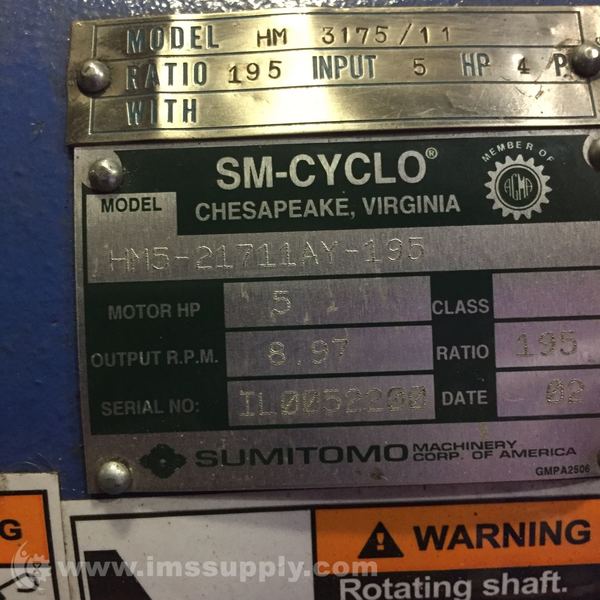 MODEL HM 3175/11
RATIO 195 INPUT 5 HP 4 P
WITH
SM-CYCLO®
MEMBER OF
AGMA
MODEL
CHESAPEAKE, VIRGINIA
HM5-21711AY-195
MOTOR HP 5 CLASS
OUTPUT R.P.M. 8.97 RATIO 195
SERIAL NO: IL0052200 DATE 02
SUMITOMO MACHINERY
CORP. OF AMERICA
GMPA2506
G
WARNING
www.imssupply.com
Rotating shaft.